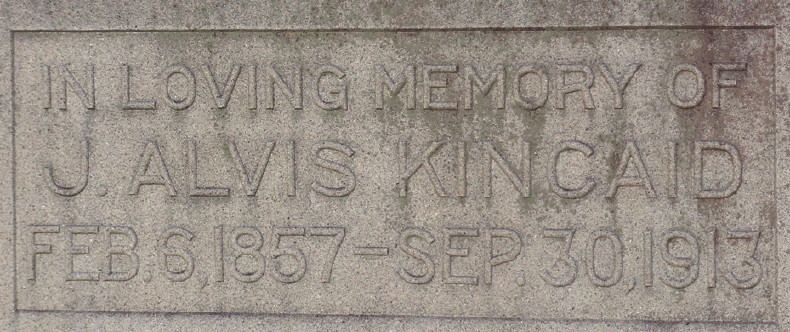 IN LOVING MEMORY OF
J. ALVIS KINCAID
FEB. 6, 1857 – SEP. 30, 1913